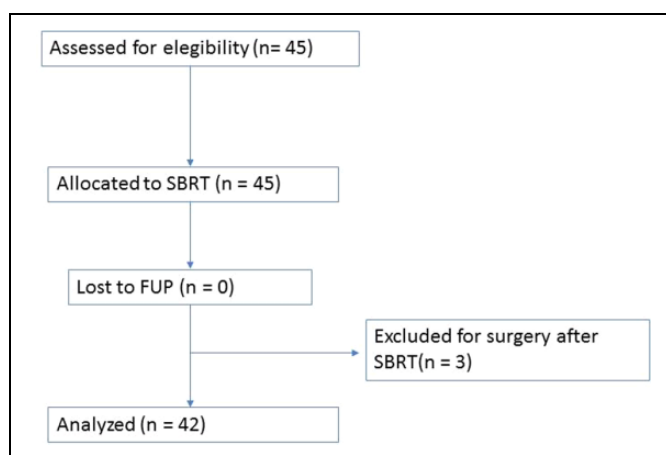 Assessed for elegibility (n= 45)
Allocated to SBRT (n = 45)
Lost to FUP (n = 0)
Excluded for surgery after
SBRT(n = 3)
Analyzed (n = 42)